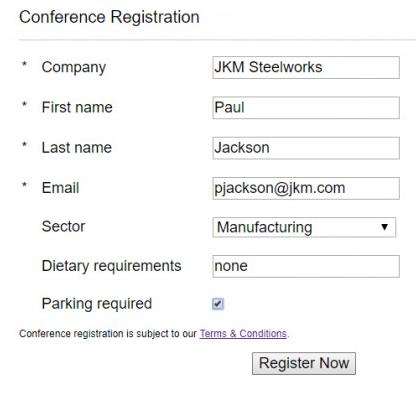 Conference Registration
* Company JKM Steelworks
* First name Paul
* Last name Jackson
* Email pjackson@jkm.com
Sector Manufacturing
Dietary requirements none
Parking required
Conference registration is subject to our Terms & Conditions.
Register Now